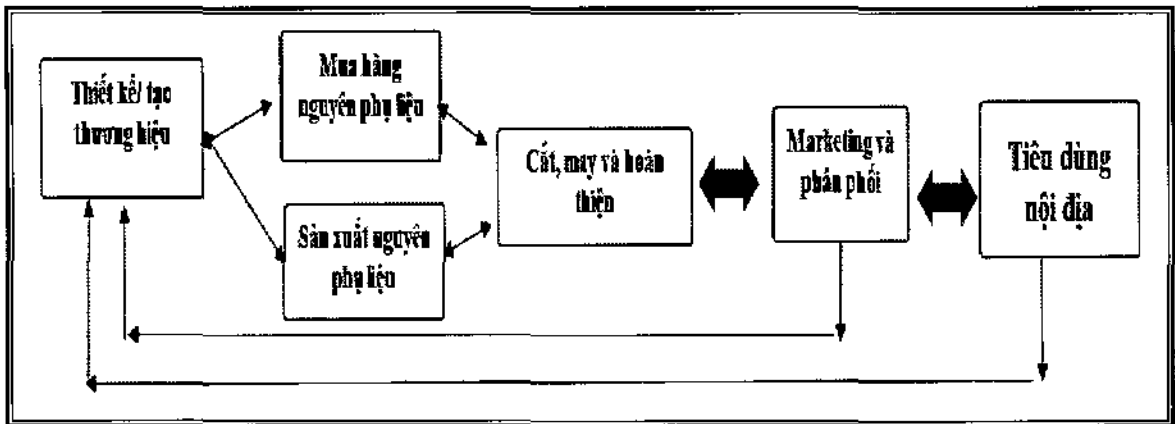 Thiết kế/ tạo
thương hiệu
Mua hàng
nguyên phụ liệu
Sản xuất nguyên
phụ liệu
Cắt, may và hoàn
thiện
Marketing và
phân phối
Tiêu dùng
nội địa